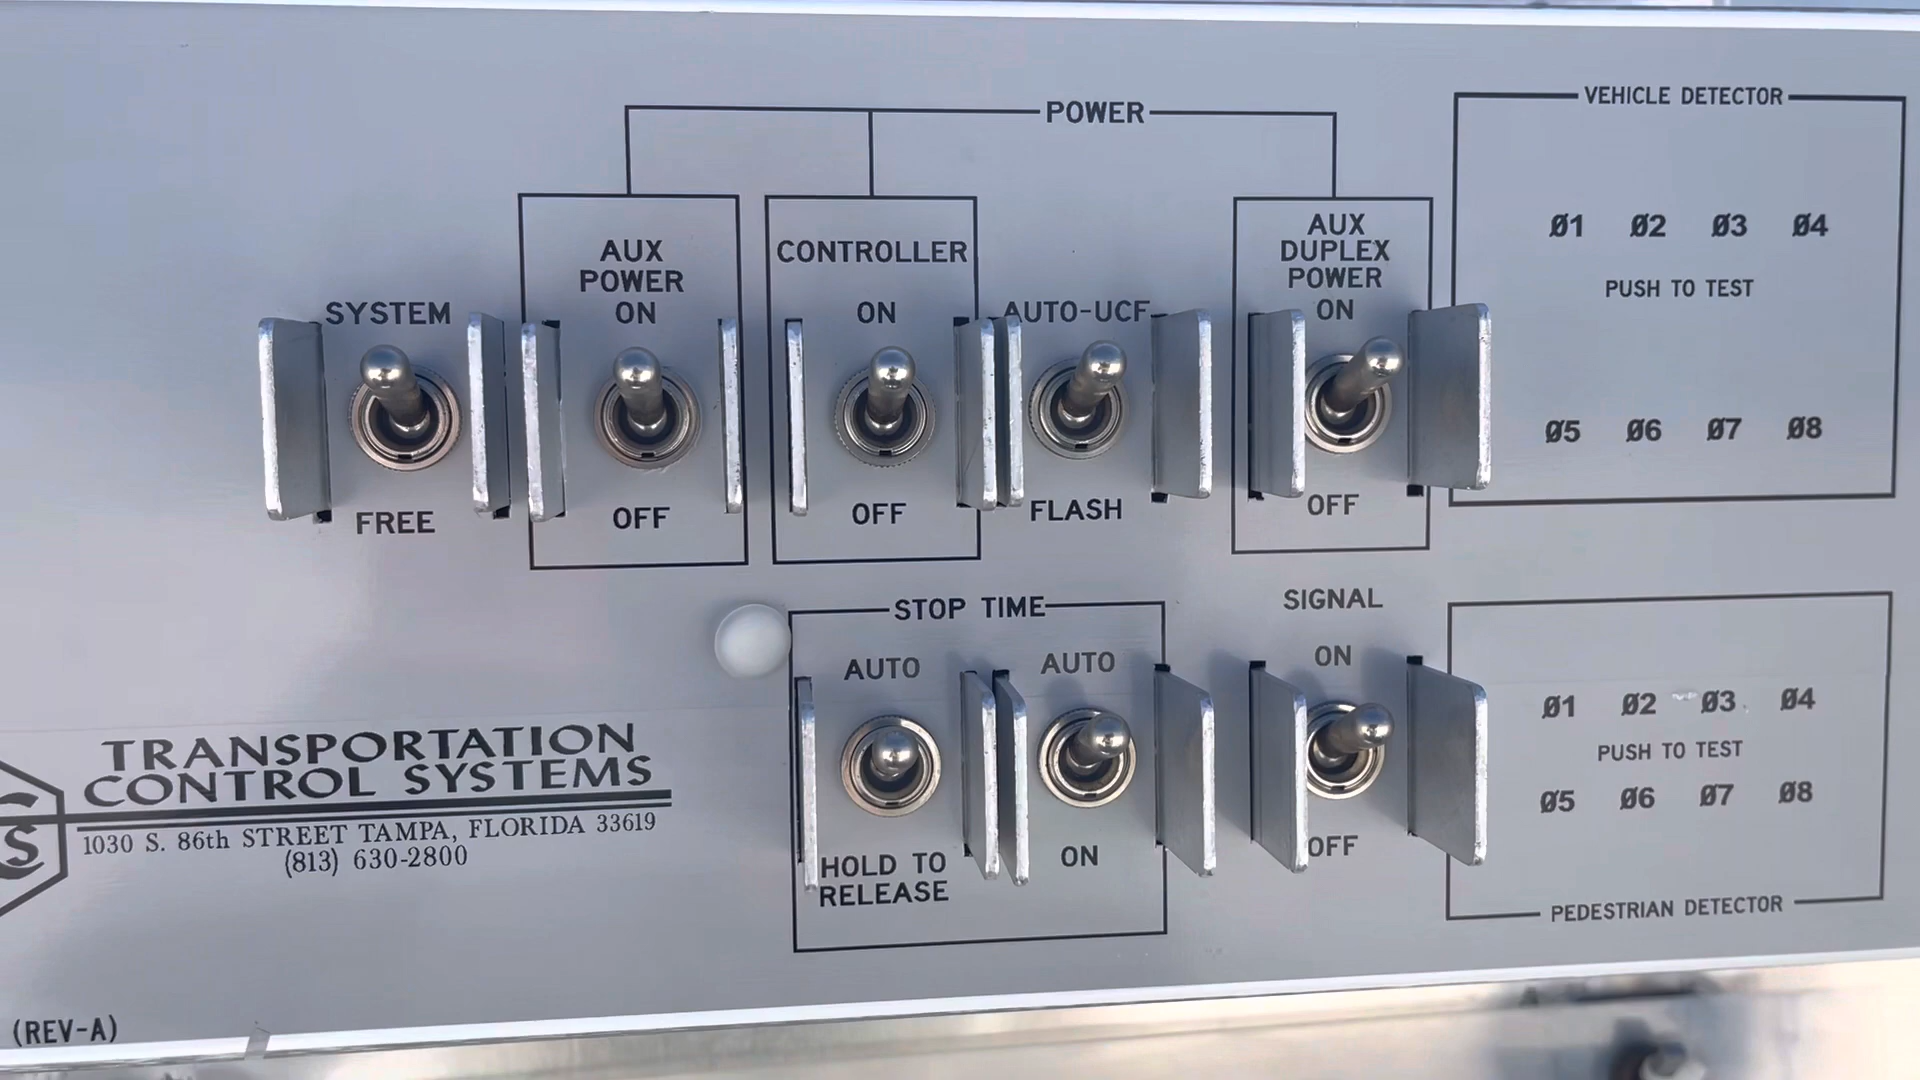 POWER
VEHICLE DETECTOR
AUX
POWER
ON
CONTROLLER
ON
AUX
DUPLEX
POWER
ON
SYSTEM
AUTO-UCF
Ø1 Ø2 Ø3 Ø4
PUSH TO TEST
Ø5 Ø6 Ø7 Ø8
FREE
OFF
OFF
FLASH
OFF
STOP TIME
SIGNAL
AUTO
AUTO
ON
HOLD TO
RELEASE
ON
OFF
Ø1 Ø2 Ø3 Ø4
PUSH TO TEST
Ø5 Ø6 Ø7 Ø8
PEDESTRIAN DETECTOR
TRANSPORTATION
CONTROL SYSTEMS
1030 S. 86th STREET TAMPA, FLORIDA 33619
(813) 630-2800
(REV-A)